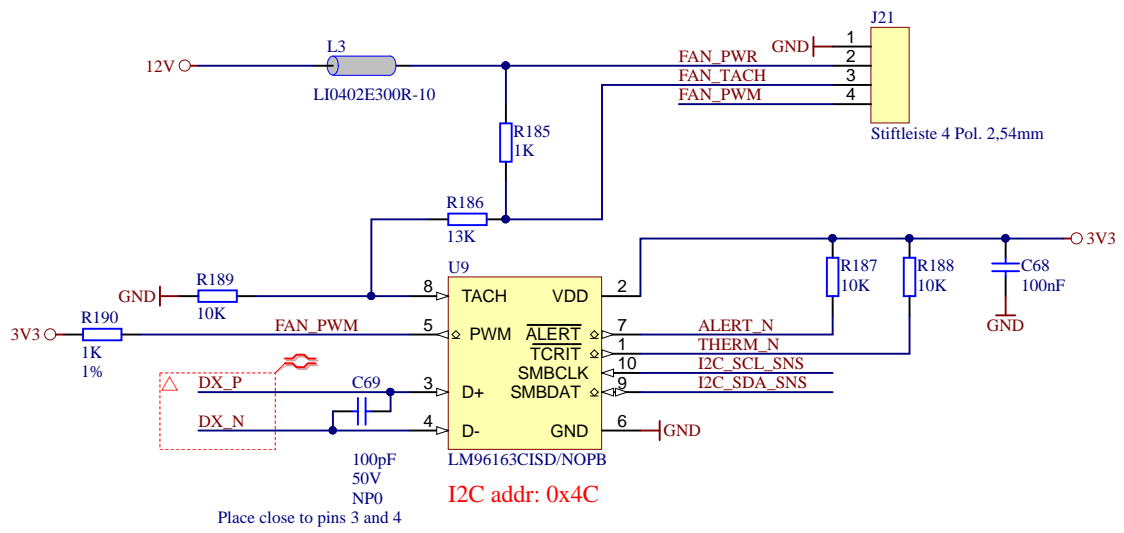 J21
L3
12V
LI0402E300R-10
GND
FAN_PWR
FAN_TACH
FAN_PWM
1
2
3
4
Stiftleiste 4 Pol. 2,54mm
R185
1K
R186
13K
3V3
R187
10K
R188
10K
C68
100nF
GND
U9
GND
R189
10K
8
TACH
VDD
2
3V3
R190
1K
1%
FAN_PWM
5
PWM
ALERT
7
ALERT_N
TCRIT
1
THERM_N
SMBCLK
10
I2C_SCL_SNS
SMBDAT
9
I2C_SDA_SNS
DX_P
C69
3
D+
DX_N
4
D-
GND
6
GND
100pF
50V
NP0
Place close to pins 3 and 4
LM96163CISD/NOPB
I2C addr: 0x4C